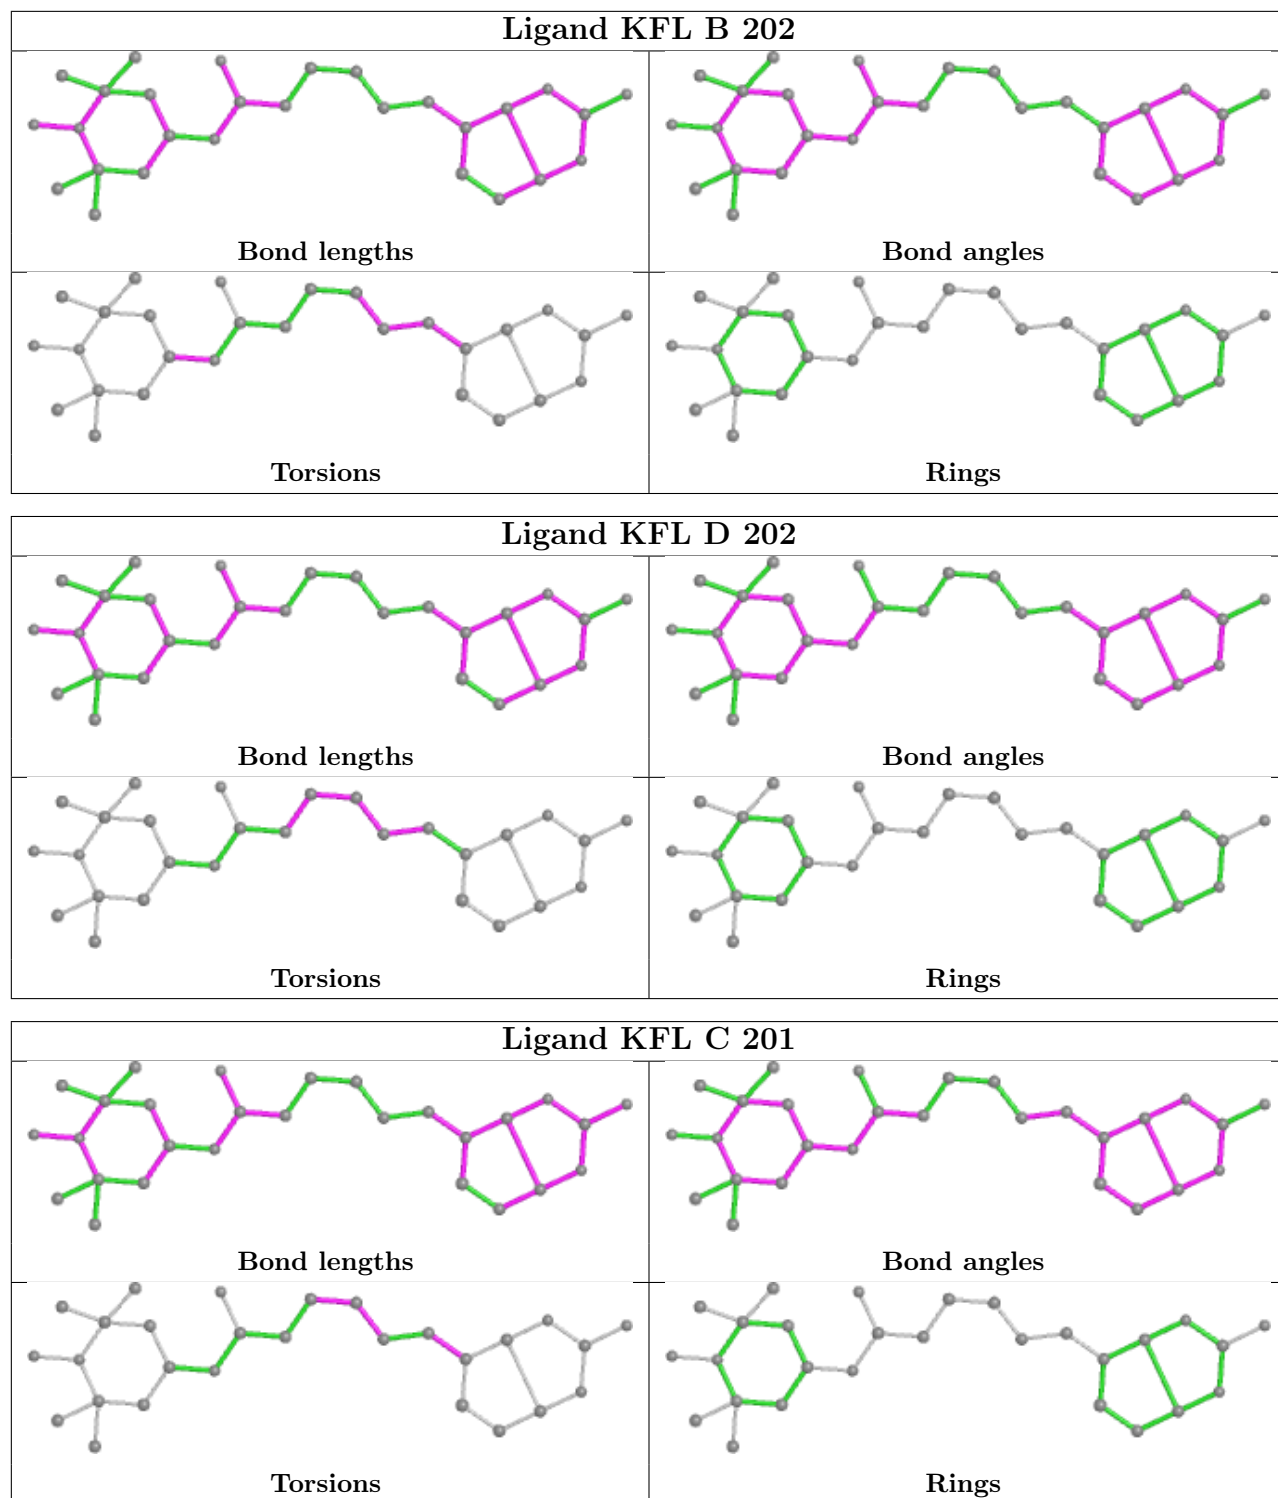 Ligand KFL B 202
Bond lengths
Bond angles
Torsions
Rings
Ligand KFL D 202
Bond lengths
Bond angles
Torsions
Rings
Ligand KFL C 201
Bond lengths
Bond angles
Torsions
Rings